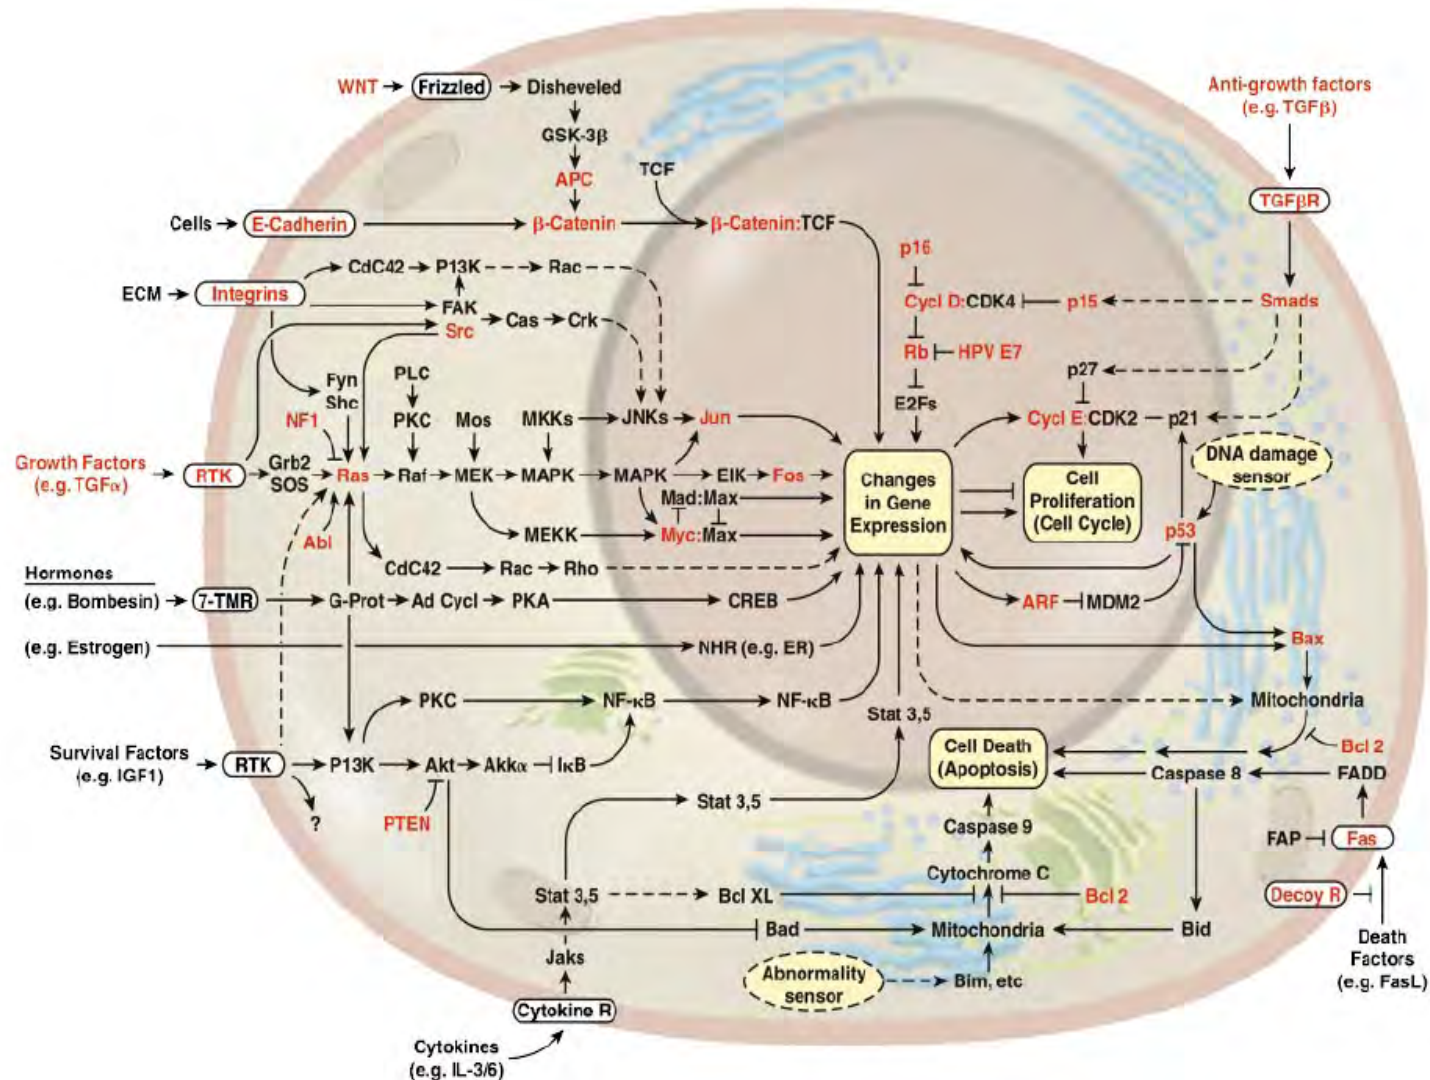 WNT
Frizzled
Disheveled
GSK-3β
APC
TCF
Cells
E-Cadherin
β-Catenin
β-Catenin:TCF
Anti-growth factors
(e.g. TGFβ)
TGFβR
Smads
ECM
Integrins
CdC42
P13K
Rac
FAK
Src
Cas
Crk
p16
Cycl D:CDK4
p15
Rb
HPV E7
E2Fs
p27
Cycl E:CDK2
p21
Fyn
Shc
NF1
PLC
PKC
Mos
MKKs
JNKs
Jun
Growth Factors
(e.g. TGFα)
RTK
Grb2
SOS
Ras
Raf
MEK
MAPK
MAPK
ElK
Fos
Mad:Max
MEKK
Myc:Max
Abl
CdC42
Rac
Rho
Changes
in Gene
Expression
Cell
Proliferation
(Cell Cycle)
DNA damage
sensor
p53
Hormones
(e.g. Bombesin)
7-TMR
G-Prot
Ad Cycl
PKA
CREB
ARF
MDM2
(e.g. Estrogen)
NHR (e.g. ER)
Bax
PKC
NF-κB
NF-κB
Stat 3,5
Mitochondria
Survival Factors
(e.g. IGF1)
RTK
P13K
Akt
Akkα
IκB
?
PTEN
Cell Death
(Apoptosis)
Bcl 2
Caspase 8
FADD
Stat 3,5
Caspase 9
FAP
Fas
Cytochrome C
Stat 3,5
Bcl XL
Bcl 2
Decoy R
Bad
Mitochondria
Bid
Death
Factors
(e.g. FasL)
Jaks
Abnormality
sensor
Bim, etc
Cytokine R
Cytokines
(e.g. IL-3/6)